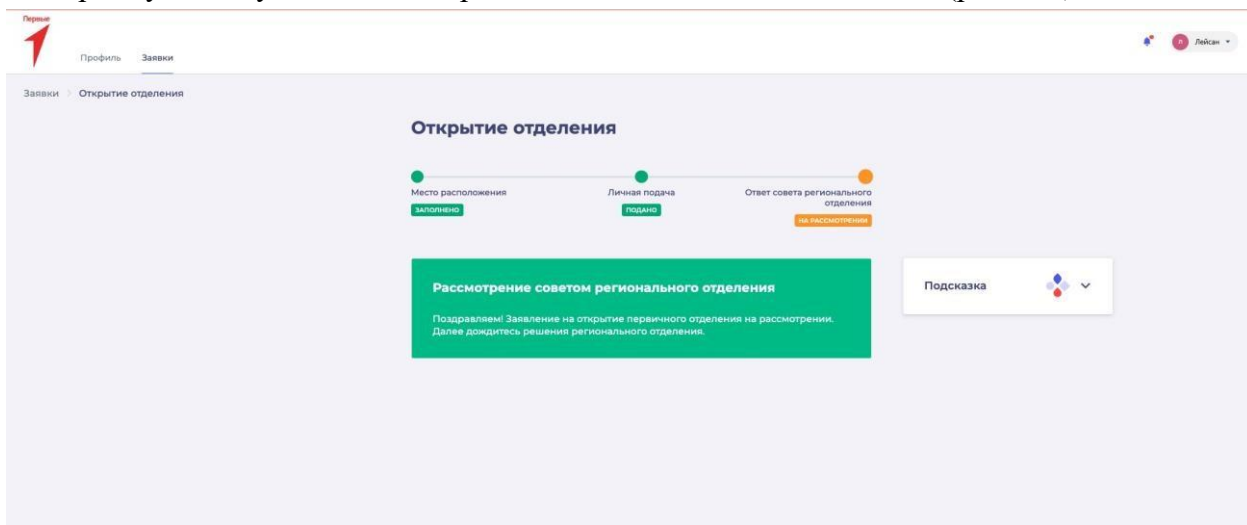 Первые
Профиль Заявки
Лейсан
Заявки > Открытие отделения
Открытие отделения
Место расположения
ЗАПОЛНЕНО
Личная подача
ПОДАНО
Ответ совета регионального
отделения
НА РАССМОТРЕНИИ
Рассмотрение советом регионального отделения
Поздравляем! Заявление на открытие первичного отделения на рассмотрении.
Далее дождитесь решения регионального отделения.
Подсказка